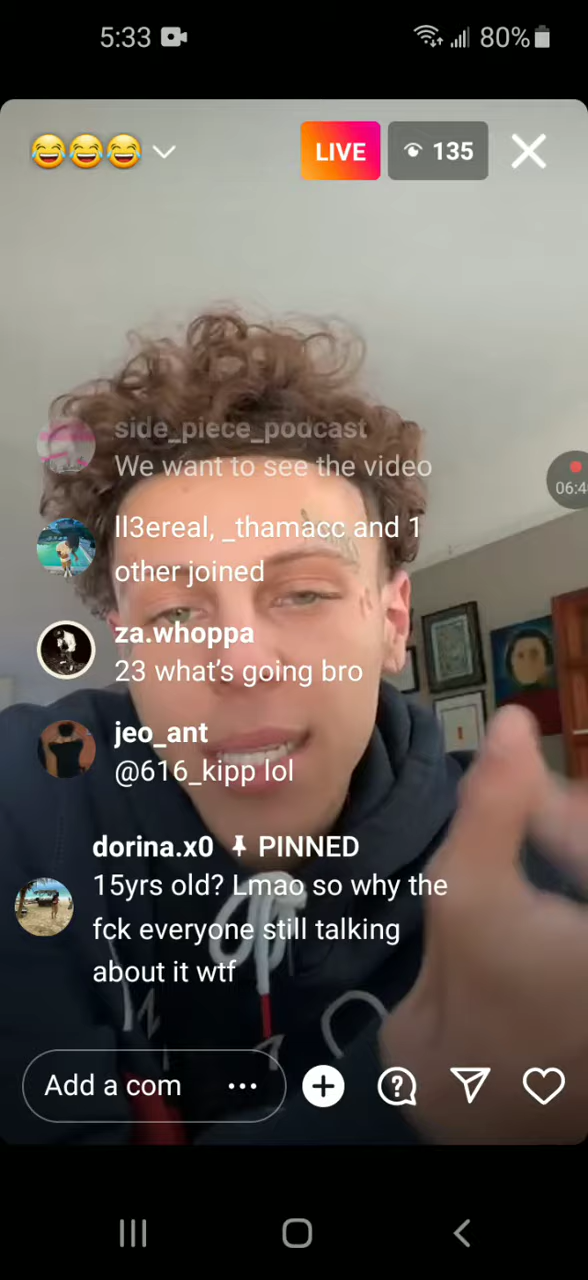 5:33
80%
😂😂😂
LIVE
135
side_piece_podcast
We want to see the video
06:4
ll3ereal, _thamacc and 1
other joined
za.whoppa
23 what's going bro
jeo_ant
@616_kipp lol
dorina.x0 PINNED
15yrs old? Lmao so why the
fck everyone still talking
about it wtf
Add a com